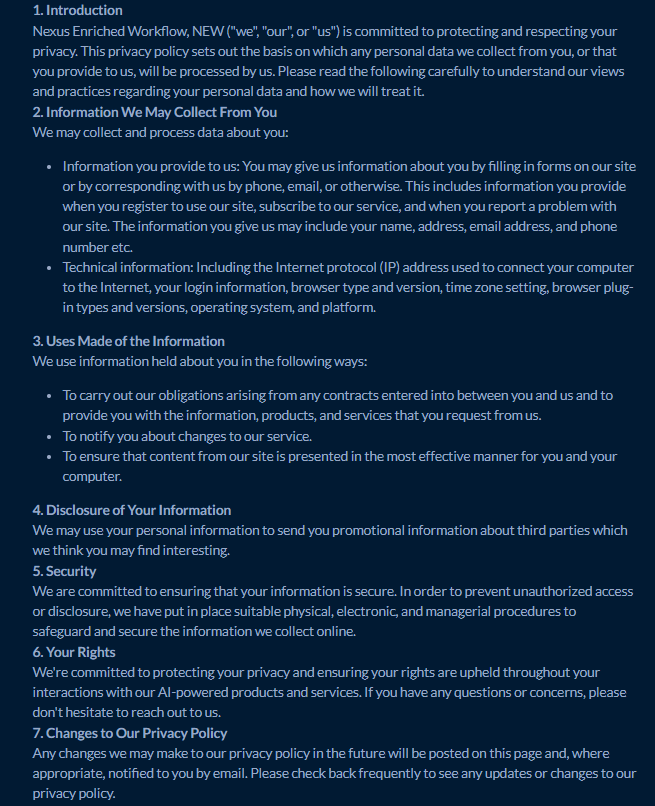 1. Introduction
Nexus Enriched Workflow, NEW ("we", "our", or "us") is committed to protecting and respecting your
privacy. This privacy policy sets out the basis on which any personal data we collect from you, or that
you provide to us, will be processed by us. Please read the following carefully to understand our views
and practices regarding your personal data and how we will treat it.
2. Information We May Collect From You
We may collect and process data about you:
• Information you provide to us: You may give us information about you by filling in forms on our site
or by corresponding with us by phone, email, or otherwise. This includes information you provide
when you register to use our site, subscribe to our service, and when you report a problem with
our site. The information you give us may include your name, address, email address, and phone
number etc.
• Technical information: Including the Internet protocol (IP) address used to connect your computer
to the Internet, your login information, browser type and version, time zone setting, browser plug-
in types and versions, operating system, and platform.
3. Uses Made of the Information
We use information held about you in the following ways:
• To carry out our obligations arising from any contracts entered into between you and us and to
provide you with the information, products, and services that you request from us.
• To notify you about changes to our service.
• To ensure that content from our site is presented in the most effective manner for you and your
computer.
4. Disclosure of Your Information
We may use your personal information to send you promotional information about third parties which
we think you may find interesting.
5. Security
We are committed to ensuring that your information is secure. In order to prevent unauthorized access
or disclosure, we have put in place suitable physical, electronic, and managerial procedures to
safeguard and secure the information we collect online.
6. Your Rights
We're committed to protecting your privacy and ensuring your rights are upheld throughout your
interactions with our AI-powered products and services. If you have any questions or concerns, please
don't hesitate to reach out to us.
7. Changes to Our Privacy Policy
Any changes we may make to our privacy policy in the future will be posted on this page and, where
appropriate, notified to you by email. Please check back frequently to see any updates or changes to our
privacy policy.